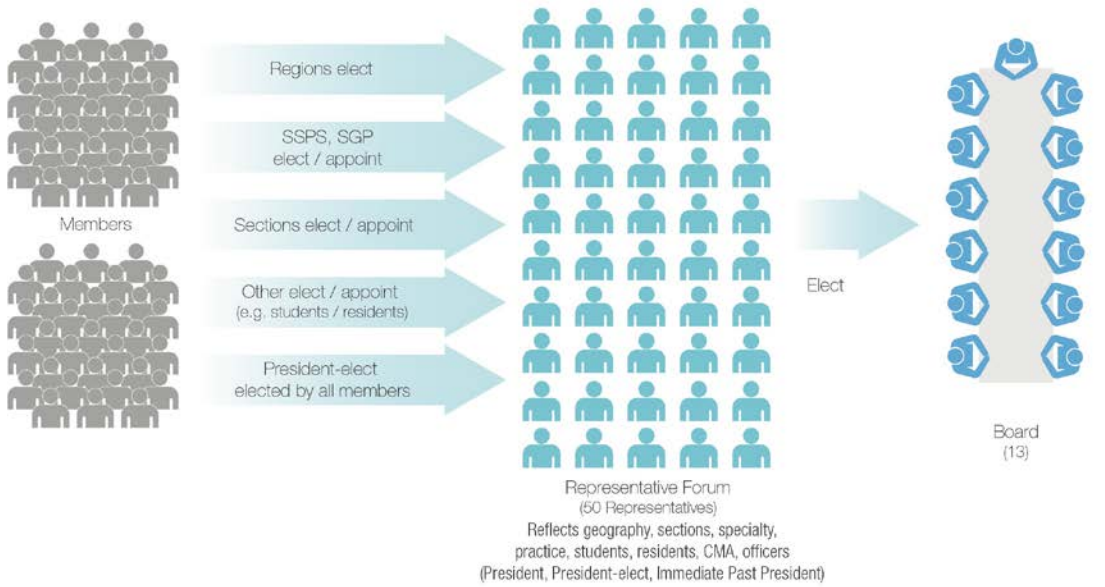 Regions elect
SSPS, SGP
elect / appoint
Sections elect / appoint
Other elect / appoint
(e.g. students / residents)
President-elect
elected by all members
Members
Elect
Representative Forum
(50 Representatives)
Reflects geography, sections, specialty,
practice, students, residents, CMA, officers
(President, President-elect, Immediate Past President)
Board
(13)